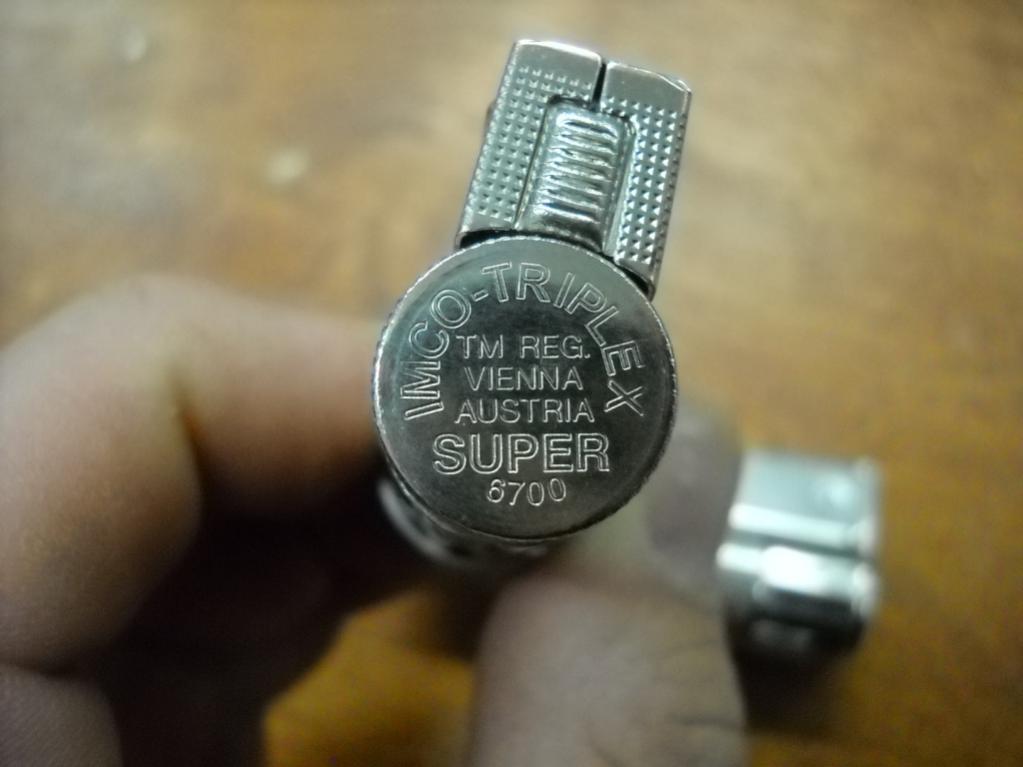 IMCO-TRIPLEX
TM REG.
VIENNA
AUSTRIA
SUPER
6700